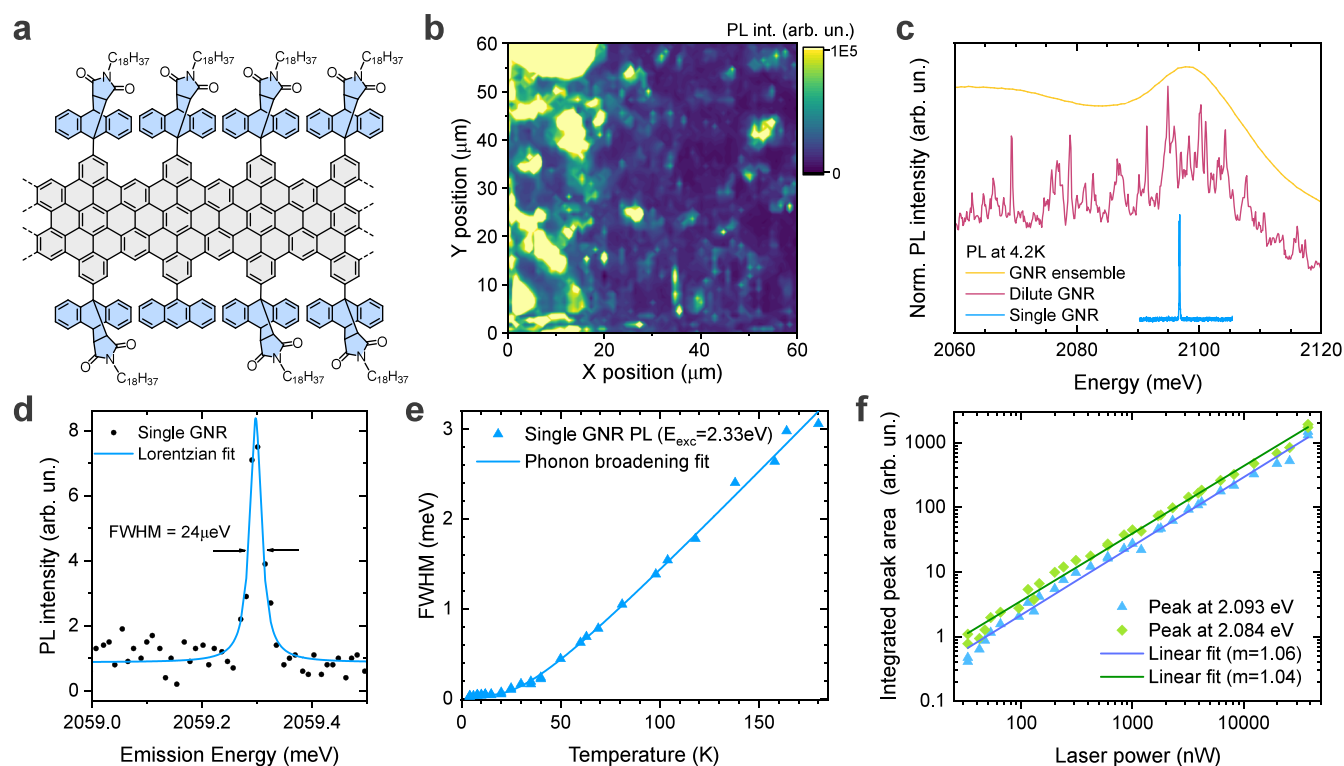 a
C18H37 C18H37 C18H37 C18H37
N N N N
O O O O O O O O
O O O O O O
N N N
C18H37 C18H37 C18H37
b
PL int. (arb. un.)
1E5
0
Y position (μm)
60
50
40
30
20
10
0
0 20 40 60
X position (μm)
c
Norm. PL intensity (arb. un.)
PL at 4.2K
GNR ensemble
Dilute GNR
Single GNR
2060 2080 2100 2120
Energy (meV)
d
PL intensity (arb. un.)
8
6
4
2
0
Single GNR
Lorentzian fit
FWHM = 24μeV
2059.0 2059.2 2059.4
Emission Energy (meV)
e
FWHM (meV)
3
2
1
0
Single GNR PL (Eexc=2.33eV)
Phonon broadening fit
0 50 100 150
Temperature (K)
f
Integrated peak area (arb. un.)
1000
100
10
1
0.1
Peak at 2.093 eV
Peak at 2.084 eV
Linear fit (m=1.06)
Linear fit (m=1.04)
100 1000 10000
Laser power (nW)